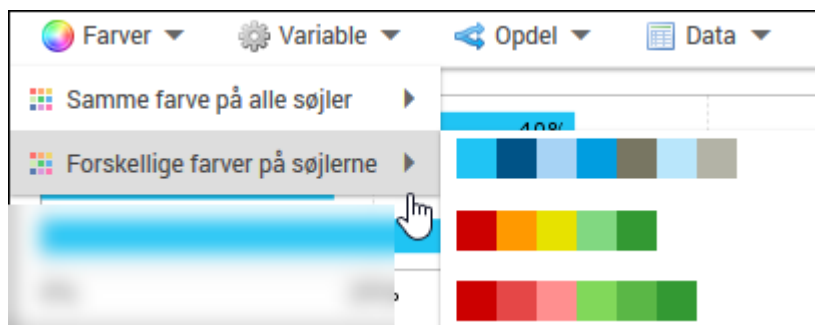 Farver Variable Opdel Data
Samme farve på alle søjler
Forskellige farver på søjlerne